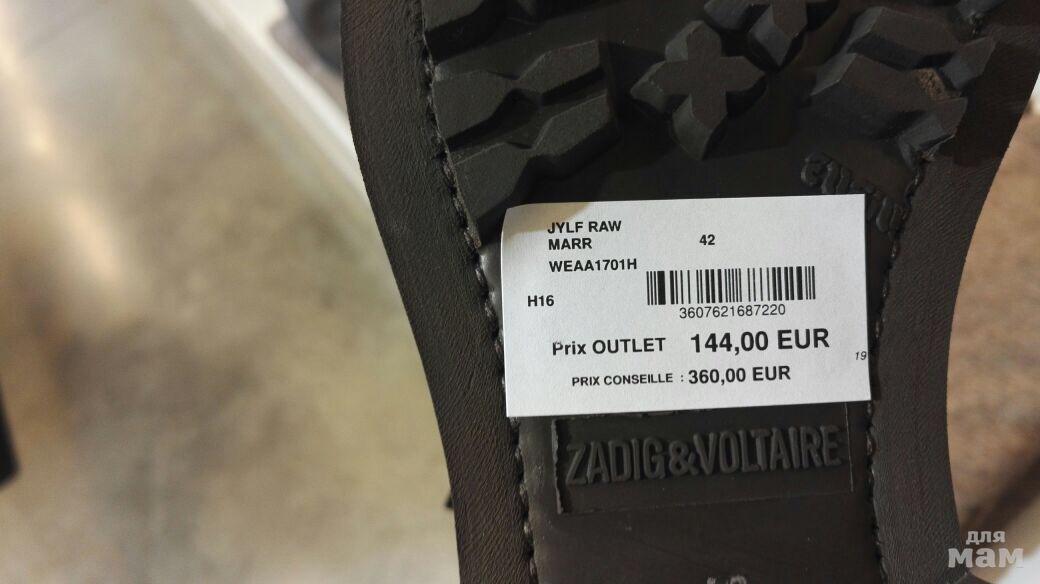 JYLF RAW
MARR 42
WEAA1701H
H16
3607621687220
Prix OUTLET 144,00 EUR
19
PRIX CONSEILLE : 360,00 EUR
ZADIG&VOLTAIRE
для
мам